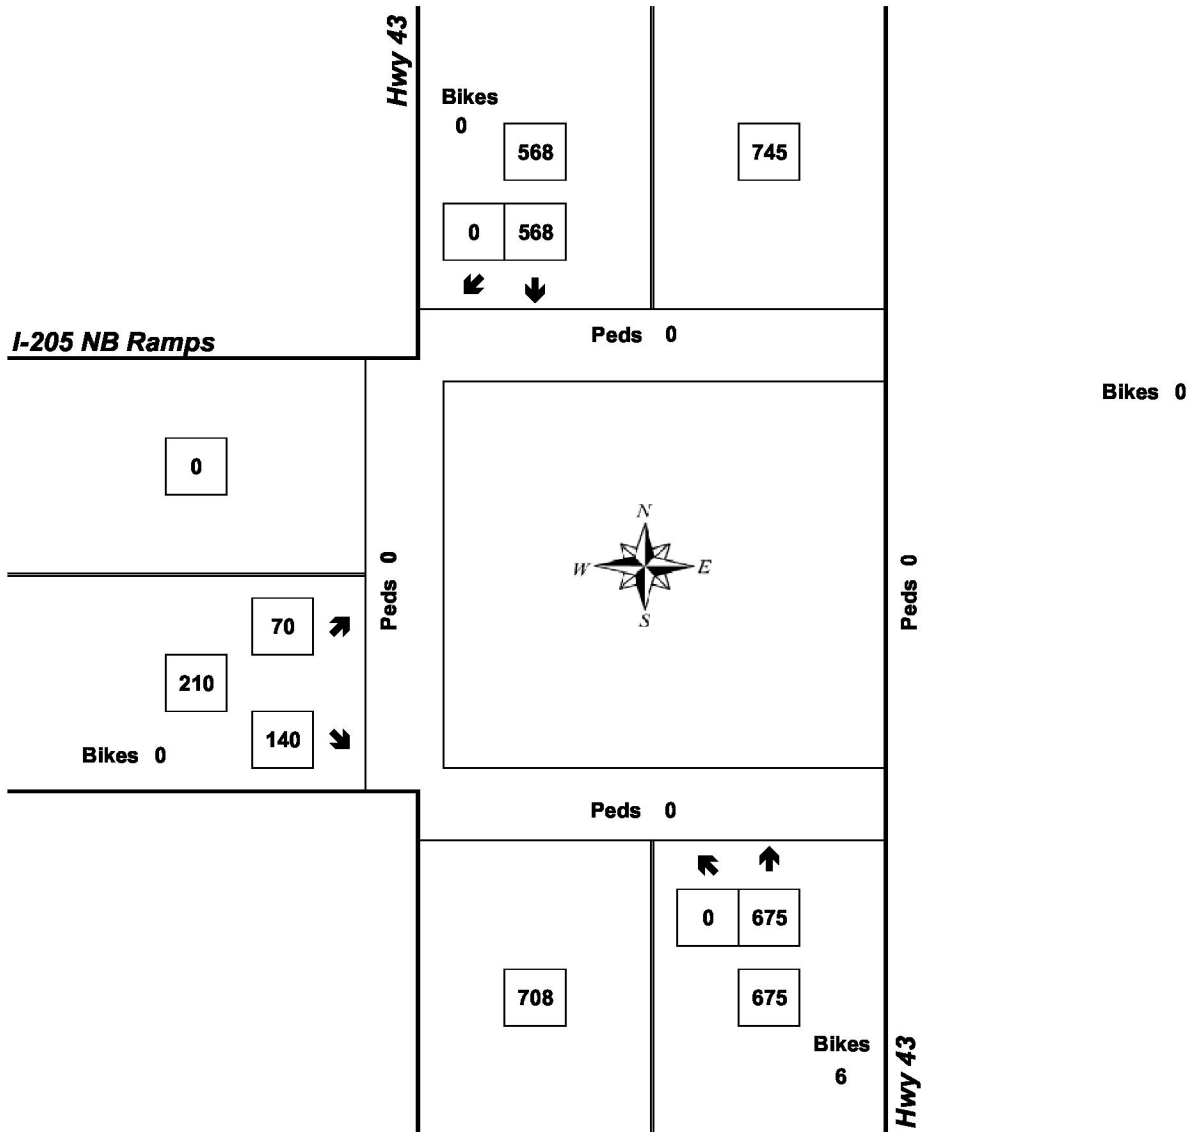 Hwy 43
Bikes
0
568
745
0 568
I-205 NB Ramps
Peds 0
Bikes 0
0
N
W E
S
Peds 0
Peds 0
70
210
140
Bikes 0
Peds 0
0 675
708
675
Bikes
6
Hwy 43